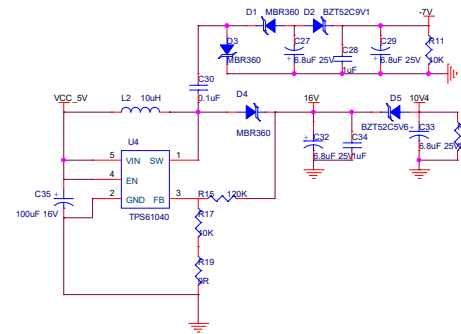 D1 MBR360 D2 BZT52C9V1 -7V
D3
C27
C29
R11
6.8uF 25V
C28
6.8uF 25V
10K
MBR360
1uF
C30
0.1uF
VCC_5V
L2 10uH
D4
16V
D5
10V4
MBR360
BZT52C5V6
C32
C34
C33
6.8uF 25V
1uF
6.8uF 25V
U4
5 VIN SW 1
4 EN
2 GND FB 3
TPS61040
C35
100uF 16V
R15 120K
R17
R19
0R